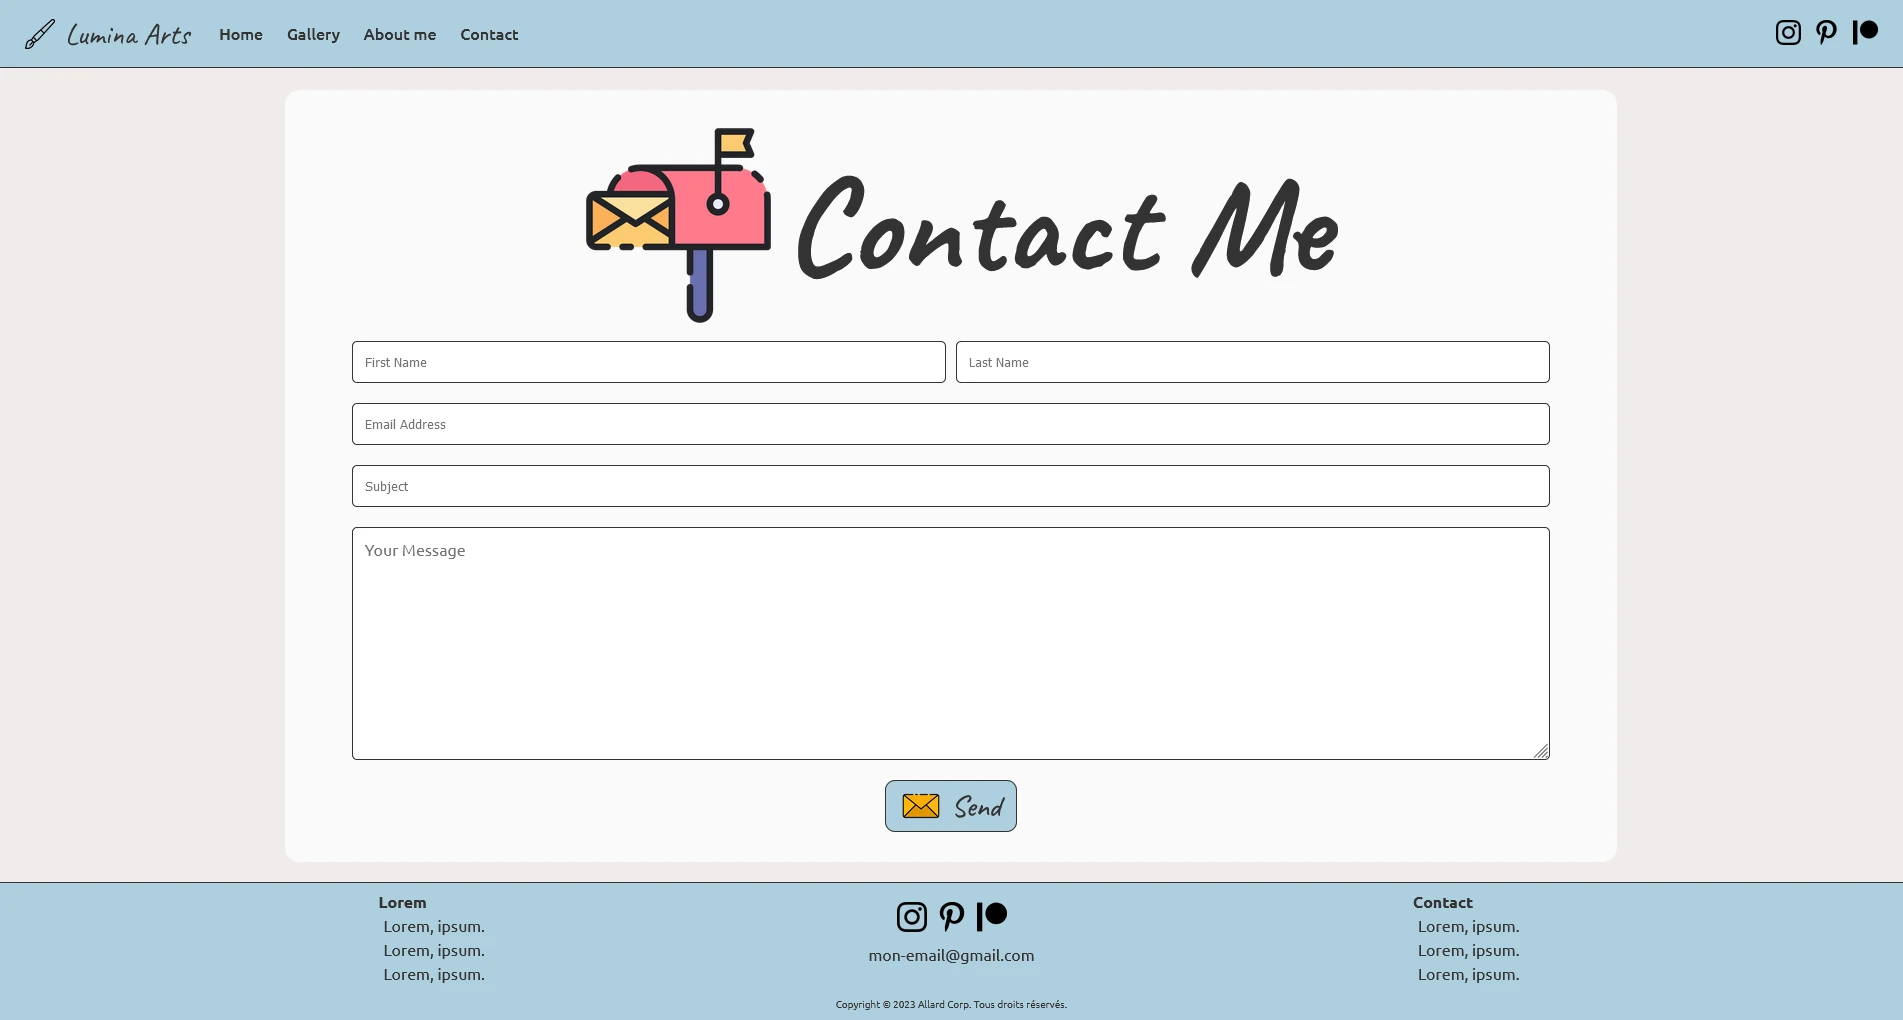 Lumina Arts
Home Gallery About me Contact
Contact Me
First Name
Last Name
Email Address
Subject
Your Message
Send
Lorem
Lorem, ipsum.
Lorem, ipsum.
Lorem, ipsum.
mon-email@gmail.com
Contact
Lorem, ipsum.
Lorem, ipsum.
Lorem, ipsum.
Copyright © 2023 Allard Corp. Tous droits réservés.